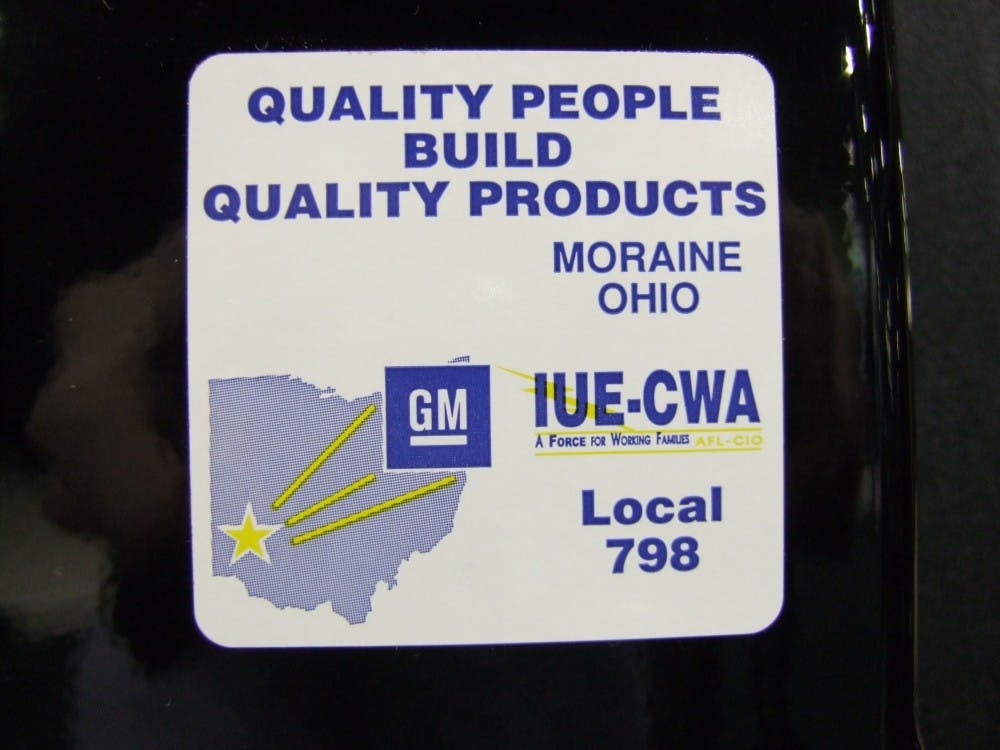 QUALITY PEOPLE
BUILD
QUALITY PRODUCTS
MORAINE
OHIO
GM
IUE-CWA
A FORCE FOR WORKING FAMILIES AFL-CIO
Local
798